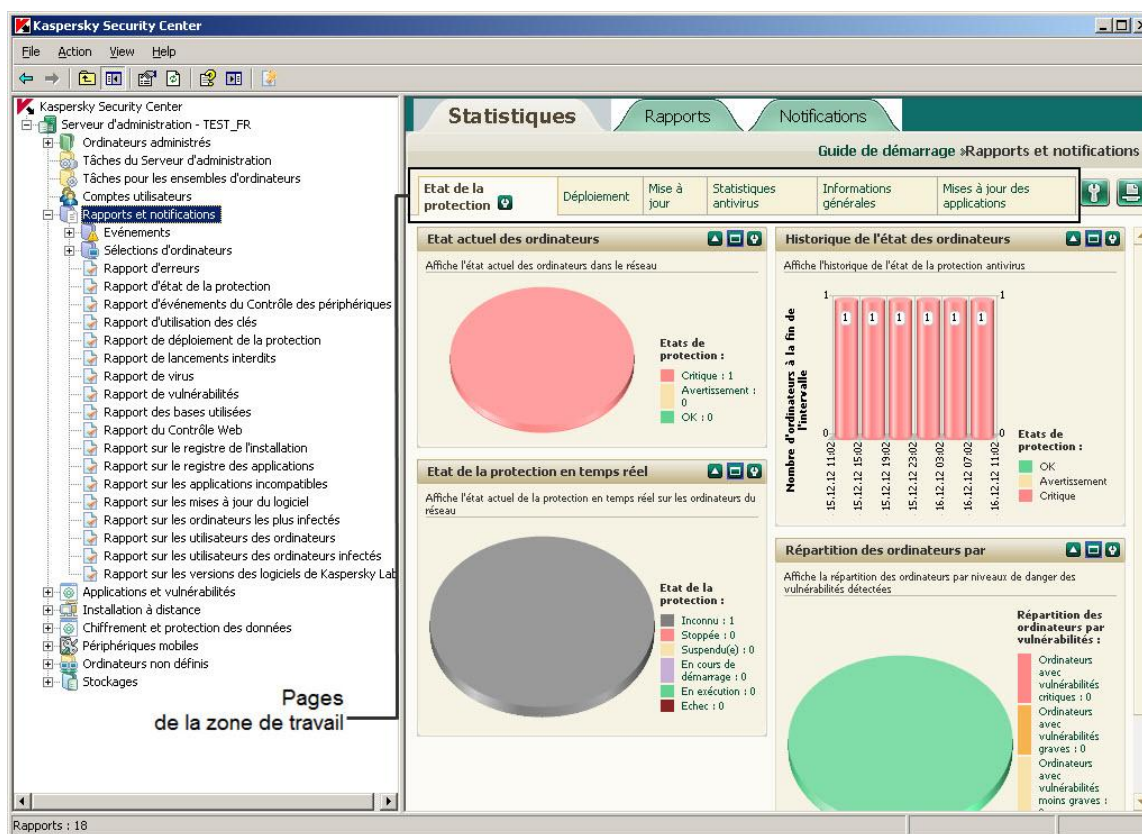 Kaspersky Security Center
File Action View Help
Kaspersky Security Center
Serveur d'administration - TEST_FR
Ordinateurs administrés
Tâches du Serveur d'administration
Tâches pour les ensembles d'ordinateurs
Comptes utilisateurs
Rapports et notifications
Evénements
Sélections d'ordinateurs
Rapport d'erreurs
Rapport d'état de la protection
Rapport d'événements du Contrôle des périphériques
Rapport d'utilisation des clés
Rapport de déploiement de la protection
Rapport de lancements interdits
Rapport de virus
Rapport de vulnérabilités
Rapport des bases utilisées
Rapport du Contrôle Web
Rapport sur le registre de l'installation
Rapport sur le registre des applications
Rapport sur les applications incompatibles
Rapport sur les mises à jour du logiciel
Rapport sur les ordinateurs les plus infectés
Rapport sur les utilisateurs des ordinateurs
Rapport sur les utilisateurs des ordinateurs infectés
Rapport sur les versions des logiciels de Kaspersky Lab
Applications et vulnérabilités
Installation à distance
Chiffrement et protection des données
Périphériques mobiles
Ordinateurs non définis
Stockages
Pages
de la zone de travail
Rapports : 18
Statistiques Rapports Notifications
Guide de démarrage »Rapports et notifications
Etat de la
protection
Déploiement
Mise à
jour
Statistiques
antivirus
Informations
générales
Mises à jour des
applications
Etat actuel des ordinateurs
Affiche l'état actuel des ordinateurs dans le réseau
Etats de
protection :
Critique : 1
Avertissement :
0
OK : 0
Etat de la protection en temps réel
Affiche l'état actuel de la protection en temps réel sur les ordinateurs du
réseau
Etat de la
protection :
Inconnu : 1
Stoppée : 0
Suspendu(e) : 0
En cours de
démarrage : 0
En exécution : 0
Echec : 0
Historique de l'état des ordinateurs
Affiche l'historique de l'état de la protection antivirus
Nombre d'ordinateurs à la fin de
l'intervalle
1 1
1 1 1 1 1 1
0 0
15.12.12 11:02
15.12.12 15:02
15.12.12 19:02
15.12.12 23:02
16.12.12 03:02
16.12.12 07:02
16.12.12 11:02
Etats de
protection :
OK
Avertissement
Critique
Répartition des ordinateurs par
Affiche la répartition des ordinateurs par niveaux de danger des
vulnérabilités détectées
Répartition des
ordinateurs par
vulnérabilités :
Ordinateurs
avec
vulnérabilités
critiques : 0
Ordinateurs
avec
vulnérabilités
graves : 0
Ordinateurs
avec
vulnérabilités
moins graves :